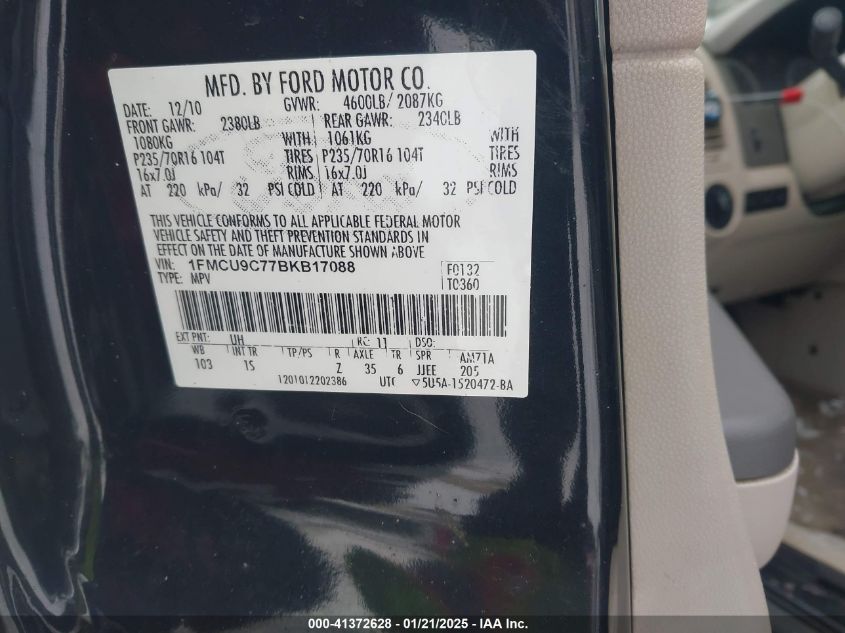 MFD. BY FORD MOTOR CO.
DATE: 12/10 GVWR: 4600LB/ 2087KG
FRONT GAWR: 2380LB REAR GAWR: 2340LB
1080KG WITH 1061KG WITH
P235/70R16 104T TIRES P235/70R16 104T TIRES
16x7.0J RIMS 16x7.0J RIMS
AT 220 kPa/ 32 PSI COLD AT 220 kPa/ 32 PSI COLD
THIS VEHICLE CONFORMS TO ALL APPLICABLE FEDERAL MOTOR
VEHICLE SAFETY AND THEFT PREVENTION STANDARDS IN
EFFECT ON THE DATE OF MANUFACTURE SHOWN ABOVE
VIN: 1FMCU9C77BKB17088 F0132
TYPE: MPV T0360
EXT PNT: UH RC: 11 DSO:
WB INT TR TP/PS R AXLE TR SPR AM71A
103 1S Z 35 6 JJEE 205
1201012202386 UTC ▽5U5A-1520472-BA
000-41372628 - 01/21/2025 - IAA Inc.